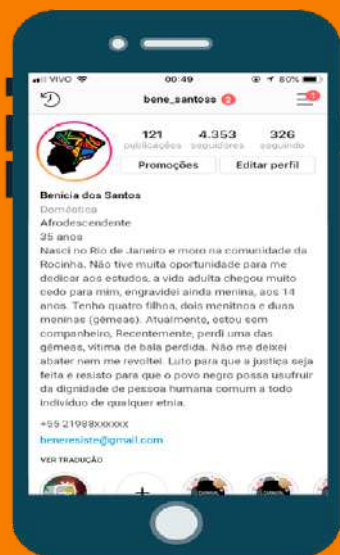 VIVO 00:49 80%
bene_santoss 2
1
121 4.353 326
publicações seguidores seguindo
Promoções Editar perfil
Benícia dos Santos
Doméstica
Afrodescendente
35 anos
Nasci no Rio de Janeiro e moro na comunidade da
Rocinha. Não tive muita oportunidade para me
dedicar aos estudos, a vida adulta chegou muito
cedo para mim, engravidei ainda menina, aos 14
anos. Tenho quatro filhos, dois menitnos e duas
meninas (gêmeas). Atualmente, estou sem
companheiro, Recentemente, perdi uma das
gêmeas, vítima de bala perdida. Não me deixei
abater nem me revoltei. Luto para que a justiça seja
feita e resisto para que o povo negro possa usufruir
da dignidade de pessoa humana comum a todo
indivíduo de qualquer etnia.
+55 21988xxxxxx
beneresiste@gmail.com
VER TRADUÇÃO